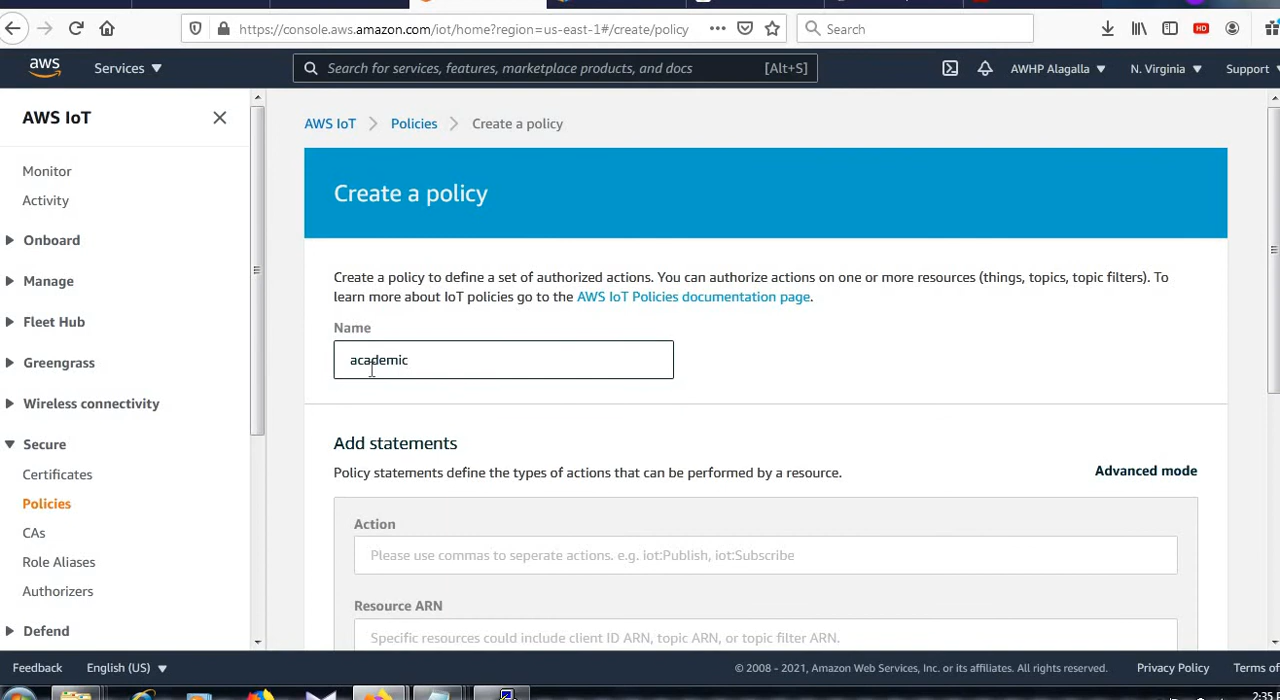 https://console.aws.amazon.com/iot/home?region=us-east-1#/create/policy
Search
HD
aws
Services
Search for services, features, marketplace products, and docs
[Alt+S]
AWHP Alagalla
N. Virginia
Support
AWS IoT
Monitor
Activity
Onboard
Manage
Fleet Hub
Greengrass
Wireless connectivity
Secure
Certificates
Policies
CAs
Role Aliases
Authorizers
Defend
AWS IoT
Policies
Create a policy
Create a policy
Create a policy to define a set of authorized actions. You can authorize actions on one or more resources (things, topics, topic filters). To
learn more about IoT policies go to the AWS IoT Policies documentation page.
Name
academic
Add statements
Policy statements define the types of actions that can be performed by a resource.
Advanced mode
Action
Please use commas to seperate actions. e.g. iot:Publish, iot:Subscribe
Resource ARN
Specific resources could include client ID ARN, topic ARN, or topic filter ARN.
Feedback
English (US)
© 2008 - 2021, Amazon Web Services, Inc. or its affiliates. All rights reserved.
Privacy Policy
Terms of
2:35